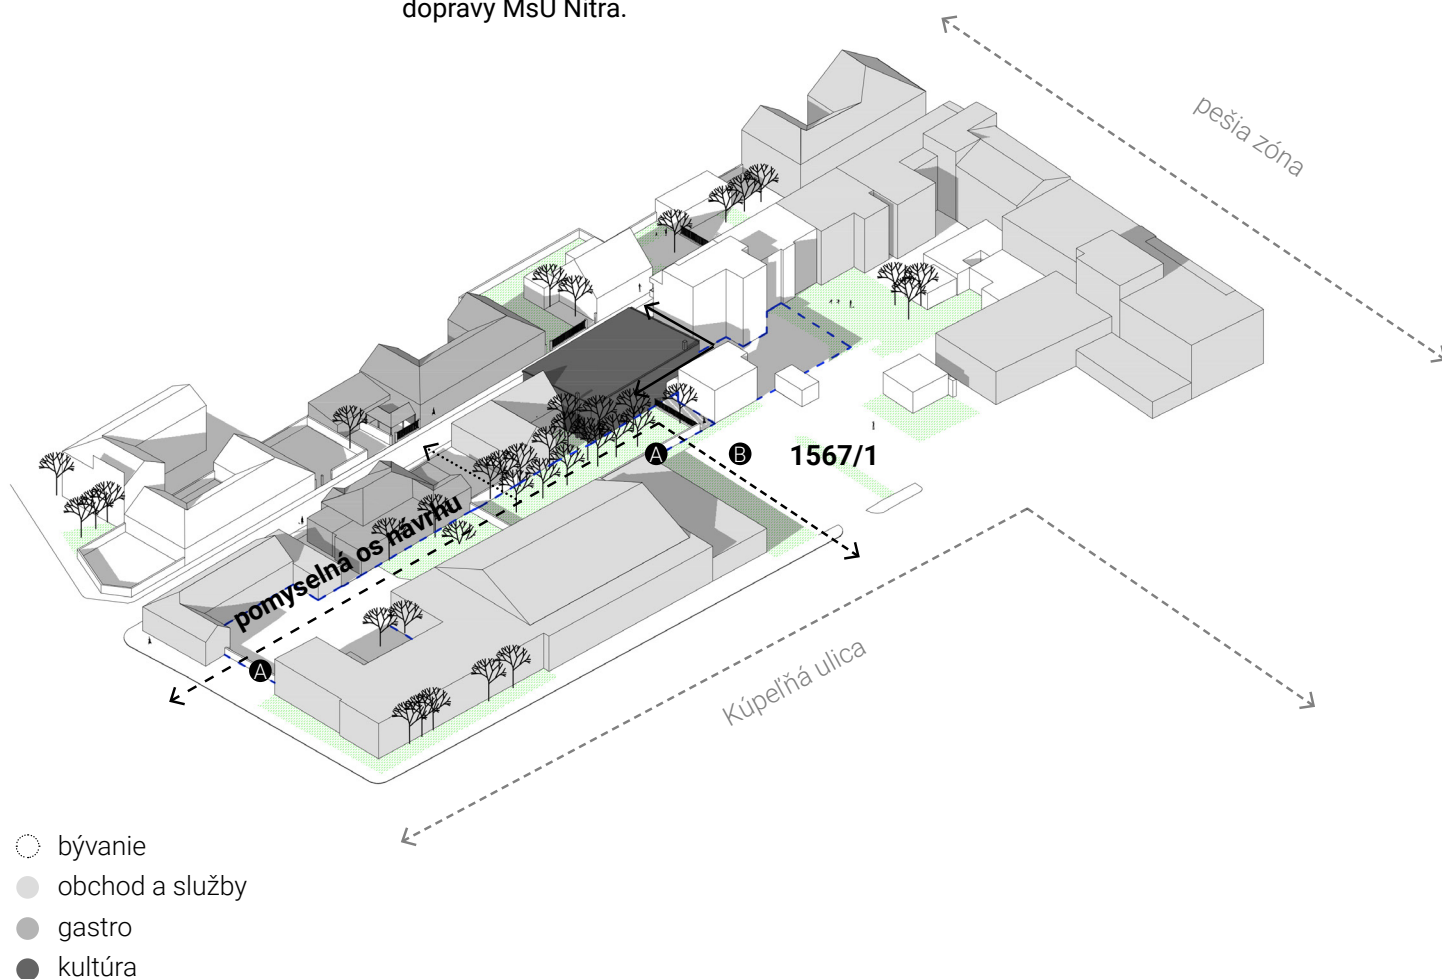 dopravy MsÚ Nitra.
pešia zóna
A
B
1567/1
pomyselná os návrhu
A
Kúpeľňá ulica
bývanie
obchod a služby
gastro
kultúra